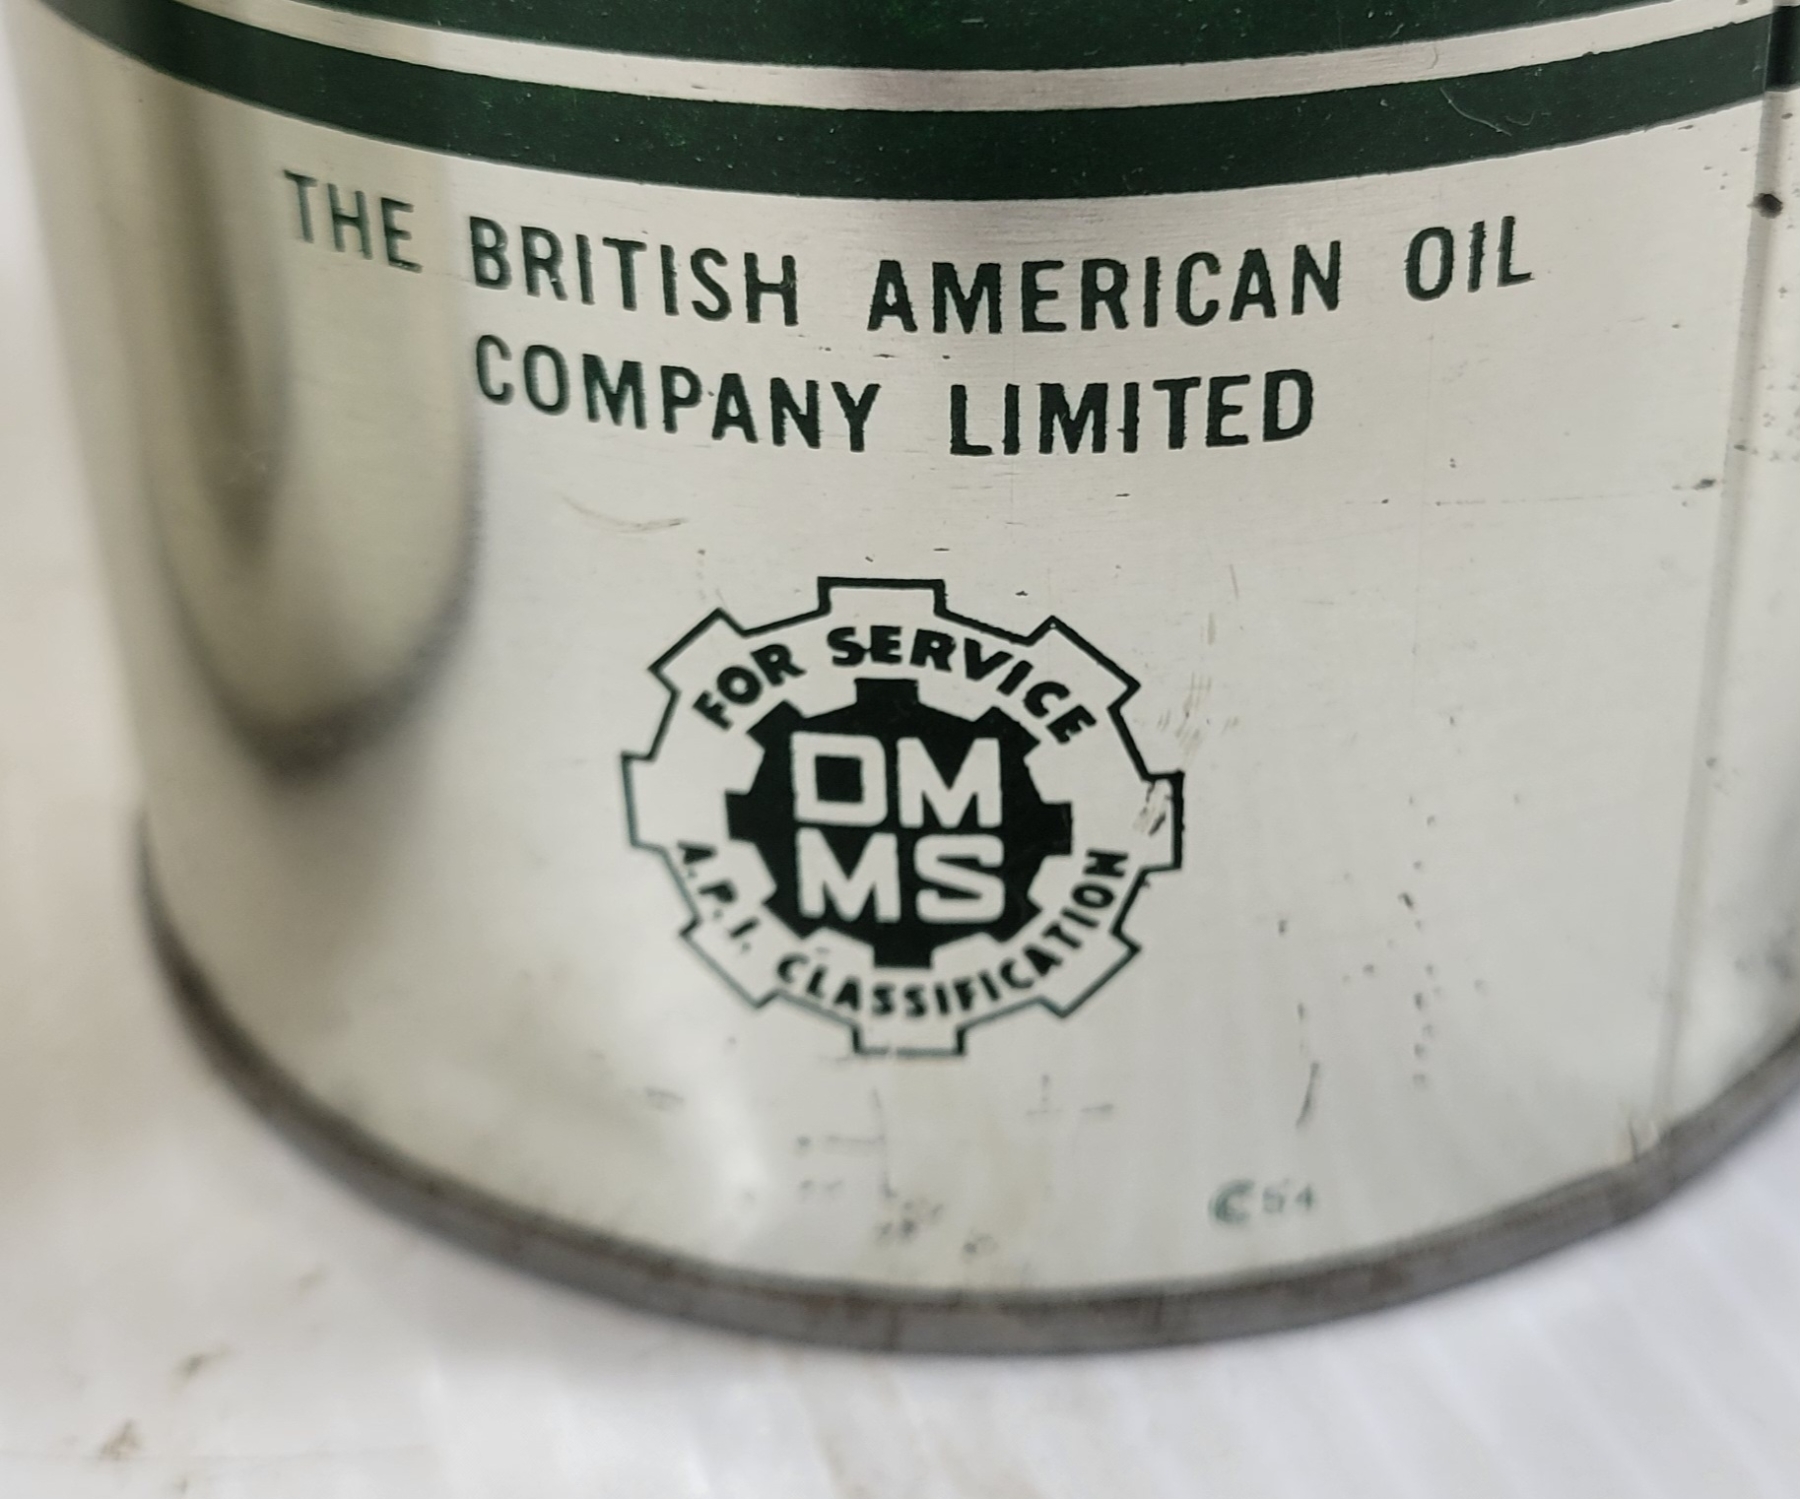 THE BRITISH AMERICAN OIL
COMPANY LIMITED
FOR SERVICE
DM
MS
A.P.I. CLASSIFICATION
C54